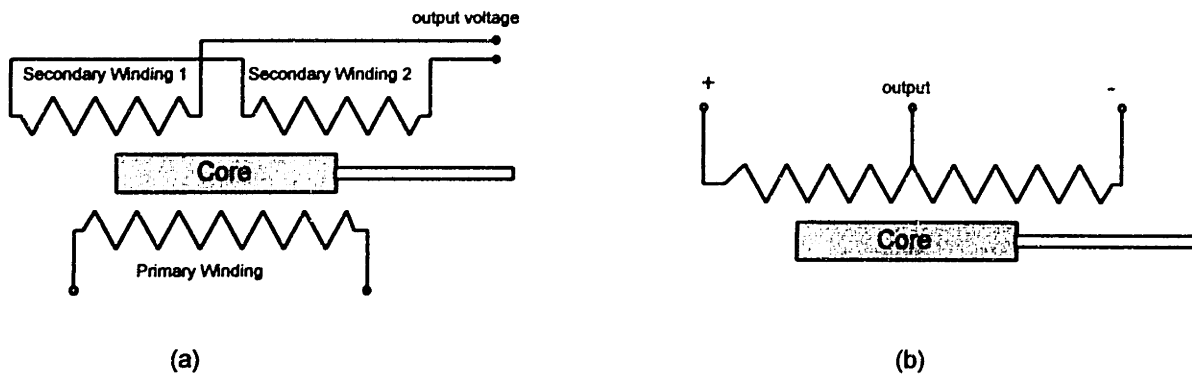 output voltage
Secondary Winding 1
Secondary Winding 2
Core
Primary Winding
(a)
+
output
-
Core
(b)